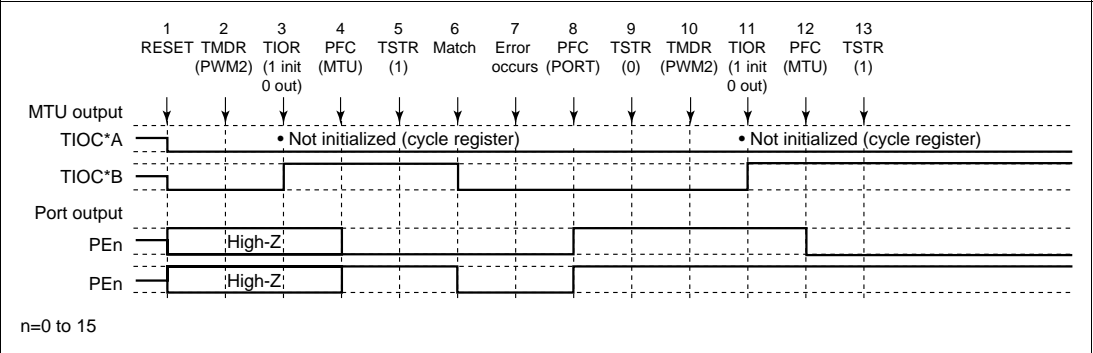 1 2 3 4 5 6 7 8 9 10 11 12 13
RESET TMDR TIOR PFC TSTR Match Error PFC TSTR TMDR TIOR PFC TSTR
(PWM2) (1 init (MTU) (1) occurs (PORT) (0) (PWM2) (1 init (MTU) (1)
0 out) 0 out)
MTU output
TIOC*A • Not initialized (cycle register) • Not initialized (cycle register)
TIOC*B
Port output
PEn High-Z
PEn High-Z
n=0 to 15